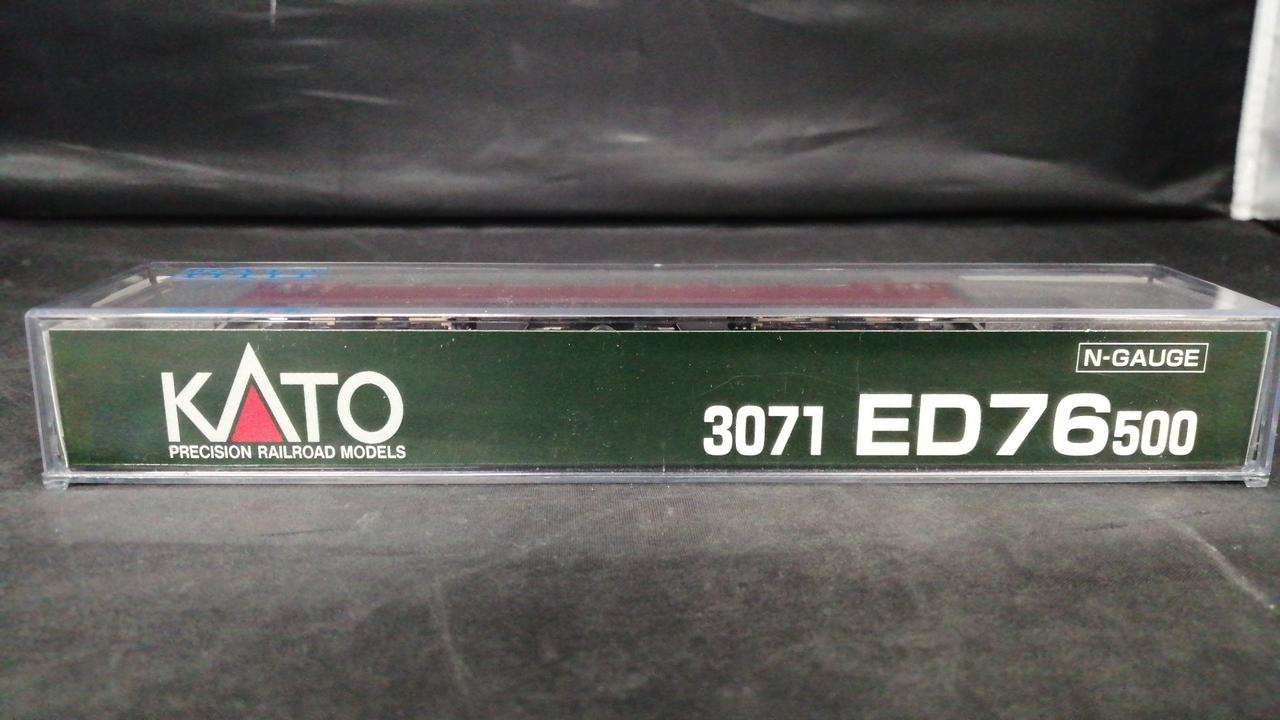 N-GAUGE
KATO
PRECISION RAILROAD MODELS
3071 ED76500